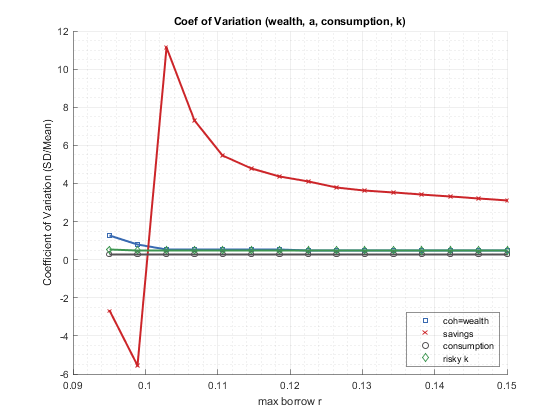 Coef of Variation (wealth, a, consumption, k)
12
10
8
6
4
2
0
-2
-4
-6
Coefficient of Variation (SD/Mean)
0.09
0.1
0.11
0.12
0.13
0.14
0.15
max borrow r
coh=wealth
savings
consumption
risky k